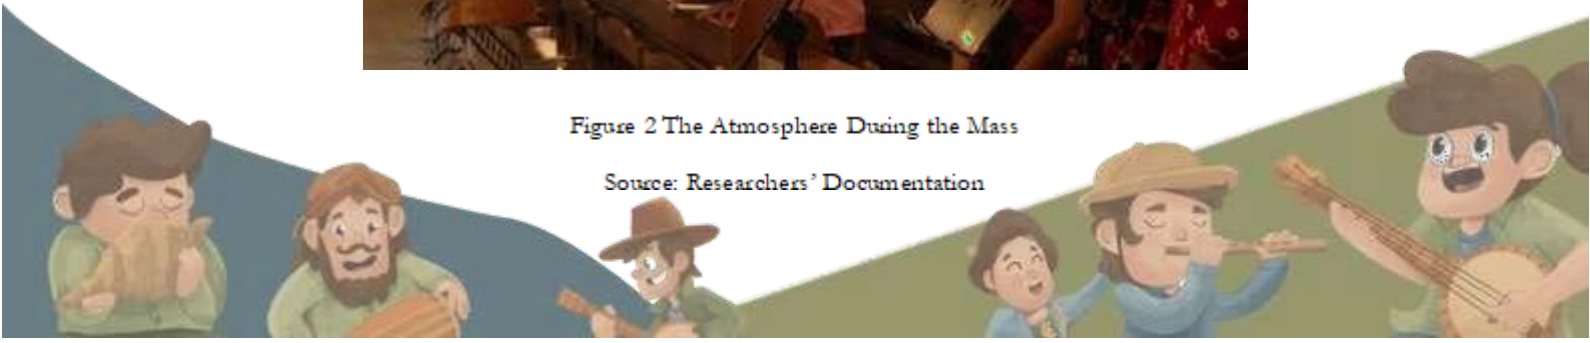 Figure 2 The Atmosphere During the Mass
Source: Researchers’ Documentation